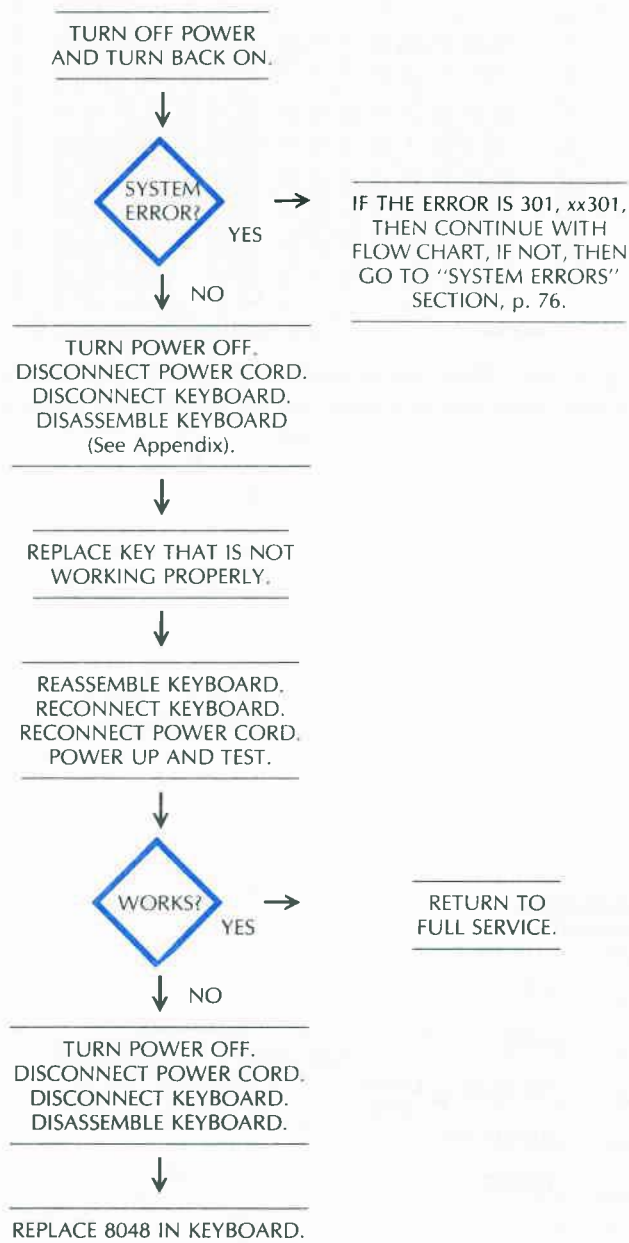 TURN OFF POWER
AND TURN BACK ON.
SYSTEM
ERROR?
YES
IF THE ERROR IS 301, xx301,
THEN CONTINUE WITH
FLOW CHART, IF NOT, THEN
GO TO "SYSTEM ERRORS"
SECTION, p. 76.
NO
TURN POWER OFF.
DISCONNECT POWER CORD.
DISCONNECT KEYBOARD.
DISASSEMBLE KEYBOARD
(See Appendix).
REPLACE KEY THAT IS NOT
WORKING PROPERLY.
REASSEMBLE KEYBOARD.
RECONNECT KEYBOARD.
RECONNECT POWER CORD.
POWER UP AND TEST.
WORKS?
YES
RETURN TO
FULL SERVICE.
NO
TURN POWER OFF.
DISCONNECT POWER CORD.
DISCONNECT KEYBOARD.
DISASSEMBLE KEYBOARD.
REPLACE 8048 IN KEYBOARD.